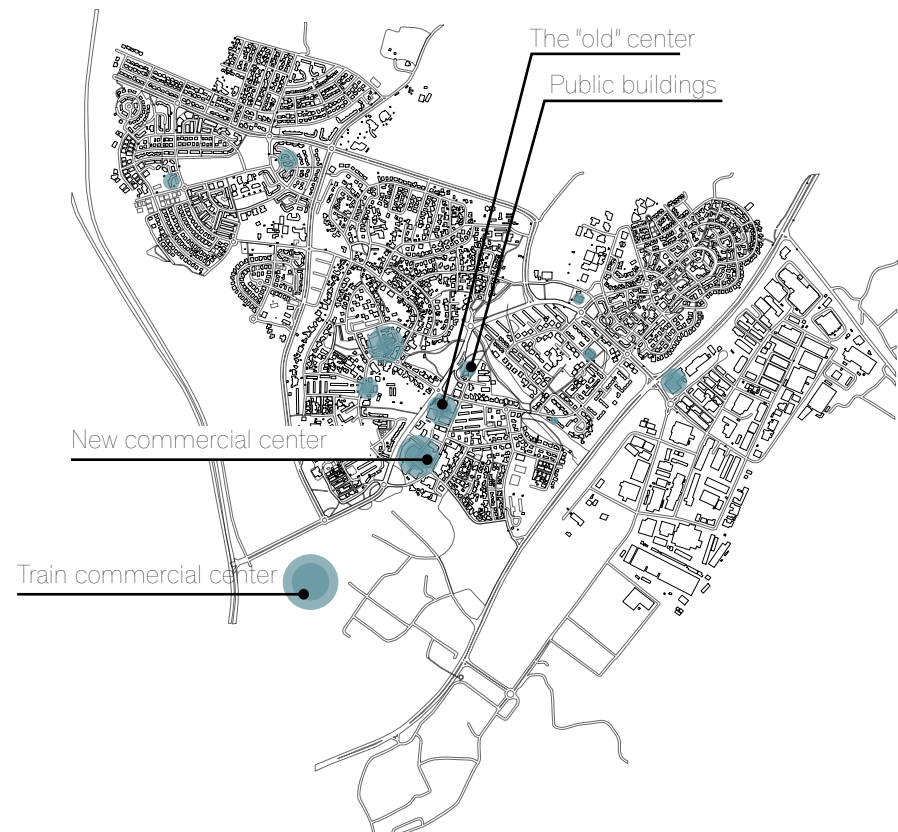 The "old" center
Public buildings
New commercial center
Train commercial center